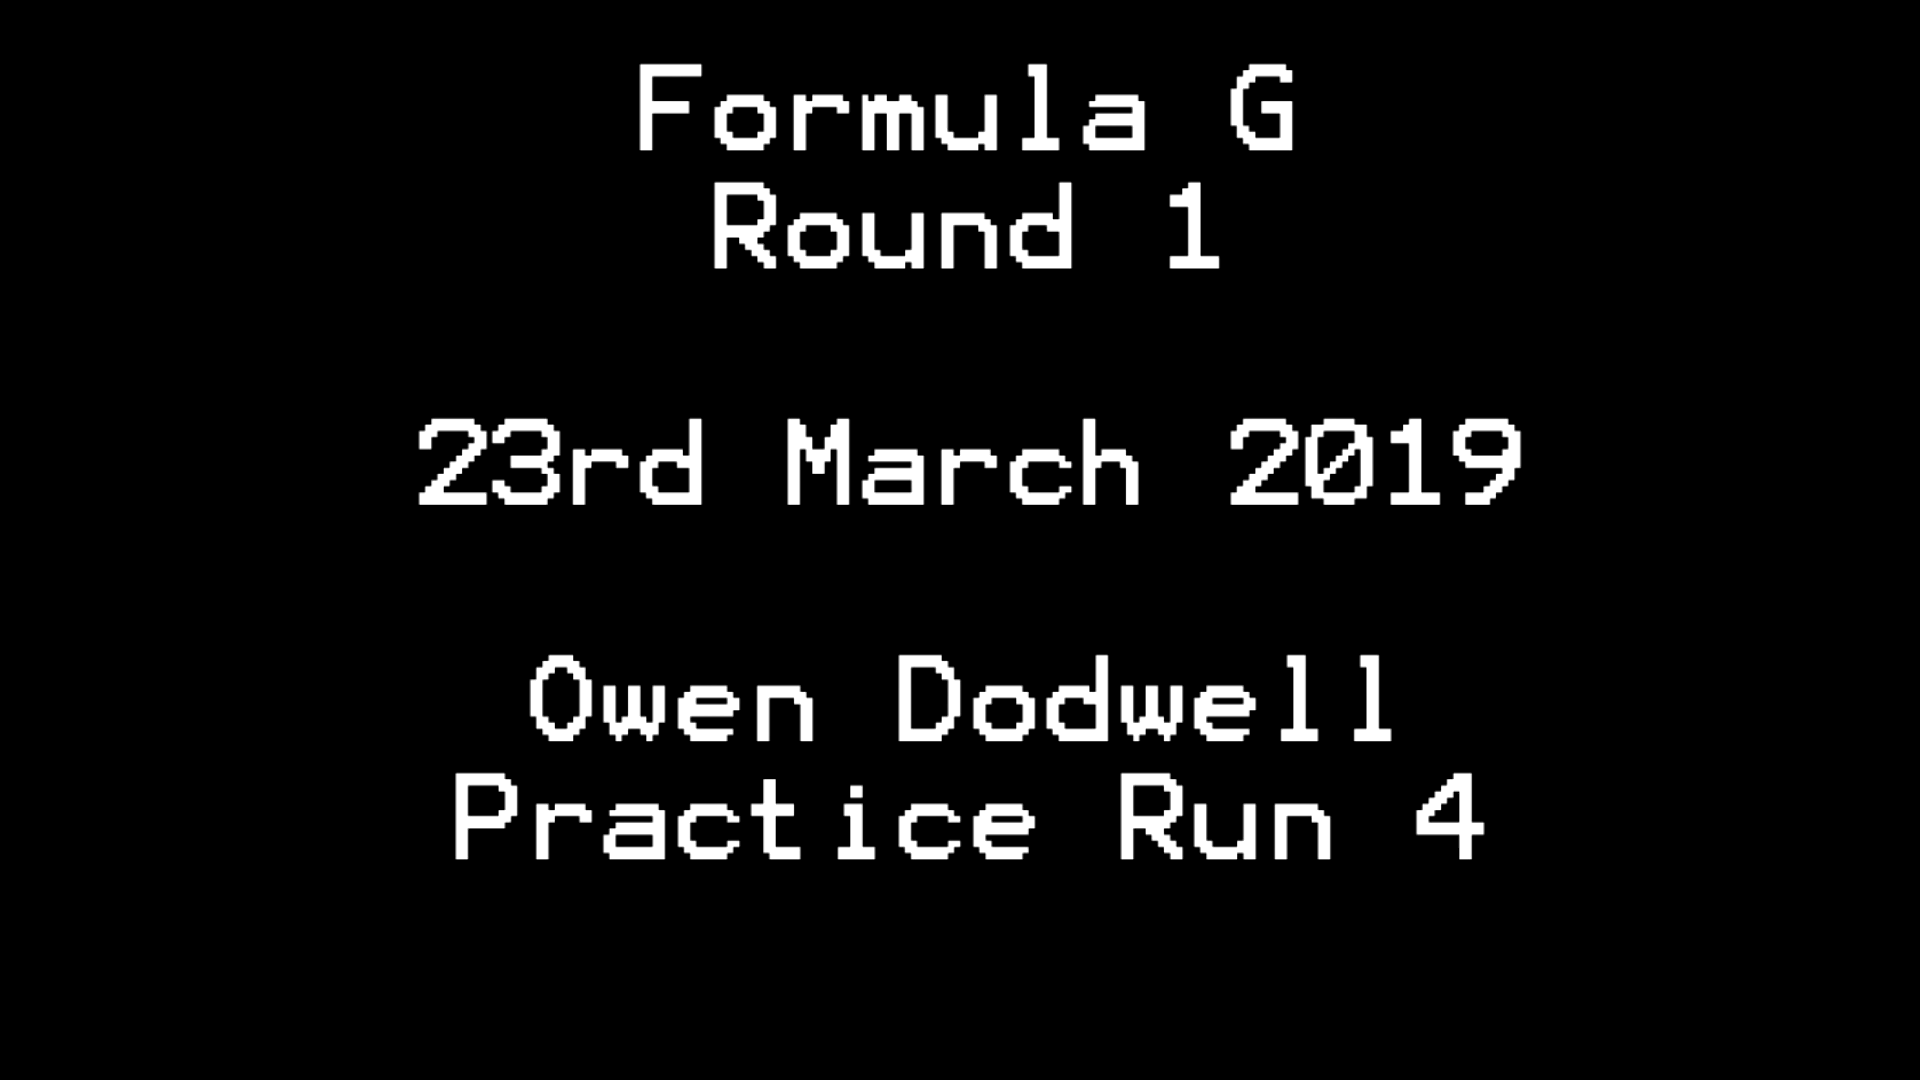 Formula G
Round 1
23rd March 2019
Owen Dodwell
Practice Run 4